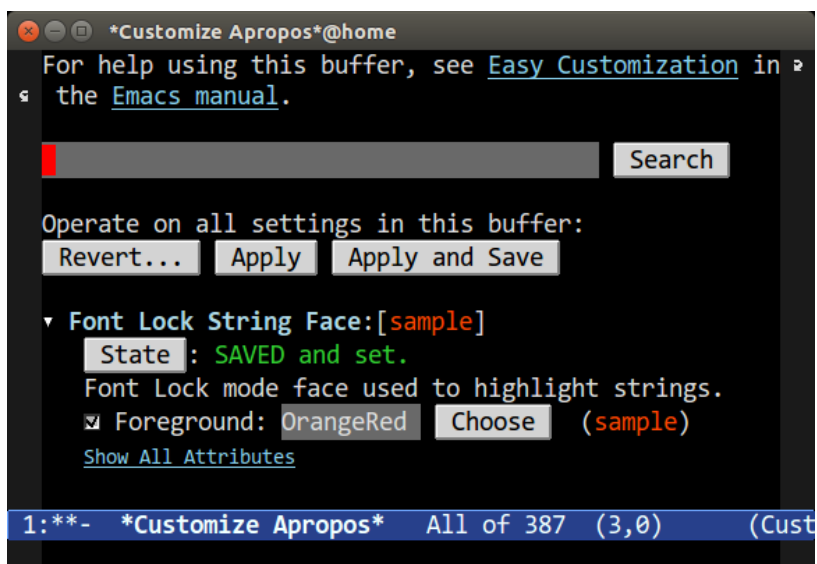 *Customize Apropos*@home
For help using this buffer, see Easy Customization in
the Emacs manual.
Search
Operate on all settings in this buffer:
Revert... Apply Apply and Save
Font Lock String Face:[sample]
State : SAVED and set.
Font Lock mode face used to highlight strings.
Foreground: OrangeRed Choose (sample)
Show All Attributes
1:**- *Customize Apropos* All of 387 (3,0) (Cust